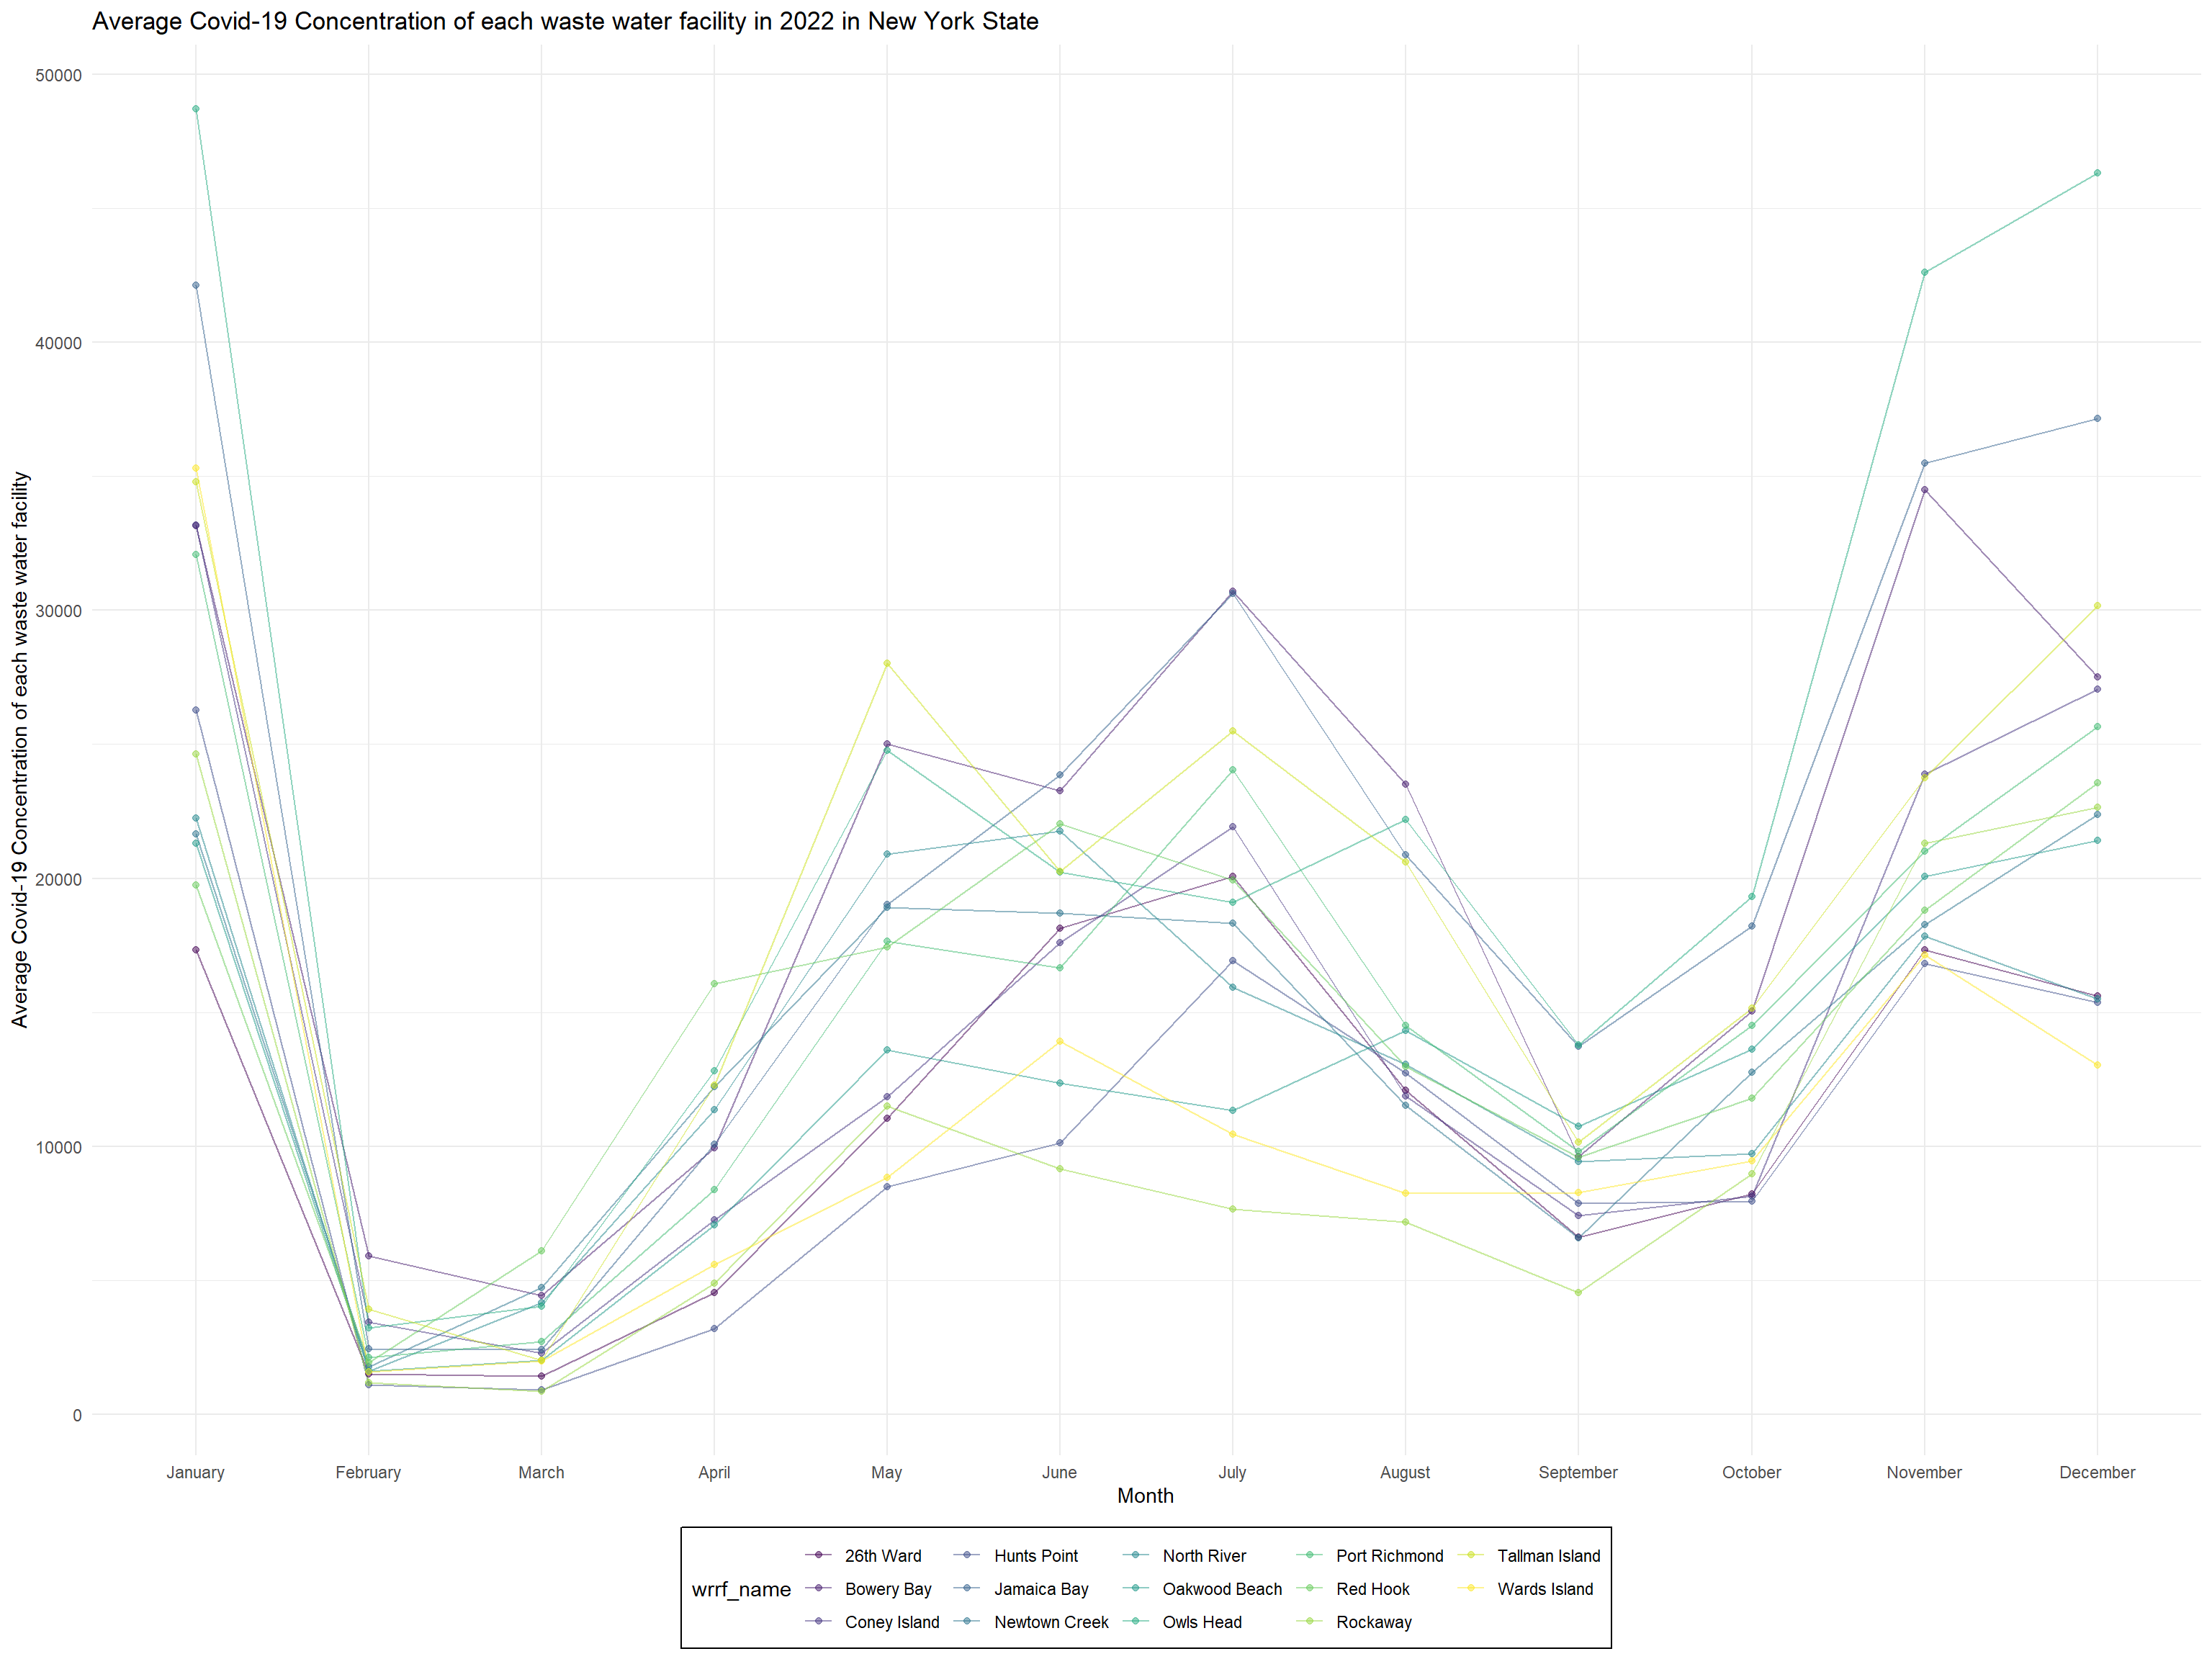 Average Covid-19 Concentration of each waste water facility in 2022 in New York State
Average Covid-19 Concentration of each waste water facility
50000
40000
30000
20000
10000
0
January February March April May June July August September October November December
Month
wrrf_name
26th Ward Hunts Point North River Port Richmond Tallman Island
Bowery Bay Jamaica Bay Oakwood Beach Red Hook Wards Island
Coney Island Newtown Creek Owls Head Rockaway